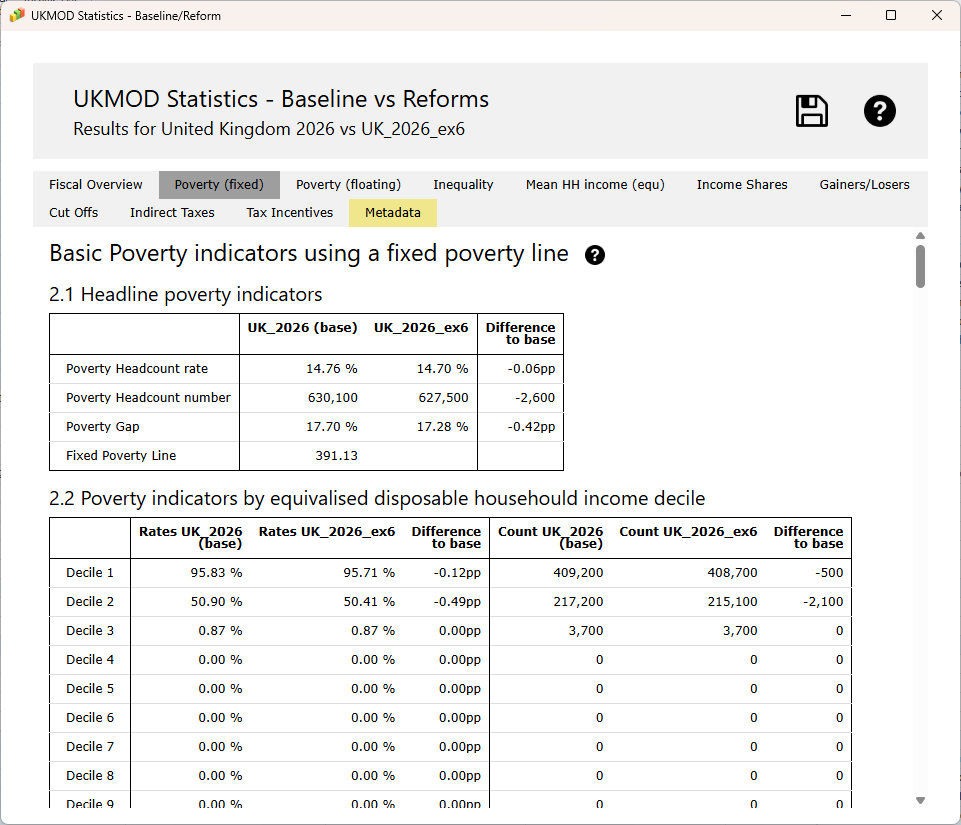 UKMOD Statistics - Baseline/Reform
UKMOD Statistics - Baseline vs Reforms
Results for United Kingdom 2026 vs UK_2026_ex6
Fiscal Overview Poverty (fixed) Poverty (floating) Inequality Mean HH income (equ) Income Shares Gainers/Losers
Cut Offs Indirect Taxes Tax Incentives Metadata
Basic Poverty indicators using a fixed poverty line
2.1 Headline poverty indicators
UK_2026 (base) UK_2026_ex6 Difference
to base
Poverty Headcount rate 14.76 % 14.70 % -0.06pp
Poverty Headcount number 630,100 627,500 -2,600
Poverty Gap 17.70 % 17.28 % -0.42pp
Fixed Poverty Line 391.13
2.2 Poverty indicators by equivalised disposable househould income decile
Rates UK_2026 Rates UK_2026_ex6 Difference Count UK_2026 Count UK_2026_ex6 Difference
(base) to base (base) to base
Decile 1 95.83 % 95.71 % -0.12pp 409,200 408,700 -500
Decile 2 50.90 % 50.41 % -0.49pp 217,200 215,100 -2,100
Decile 3 0.87 % 0.87 % 0.00pp 3,700 3,700 0
Decile 4 0.00 % 0.00 % 0.00pp 0 0 0
Decile 5 0.00 % 0.00 % 0.00pp 0 0 0
Decile 6 0.00 % 0.00 % 0.00pp 0 0 0
Decile 7 0.00 % 0.00 % 0.00pp 0 0 0
Decile 8 0.00 % 0.00 % 0.00pp 0 0 0
Decile 9 0.00 % 0.00 % 0.00pp 0 0 0